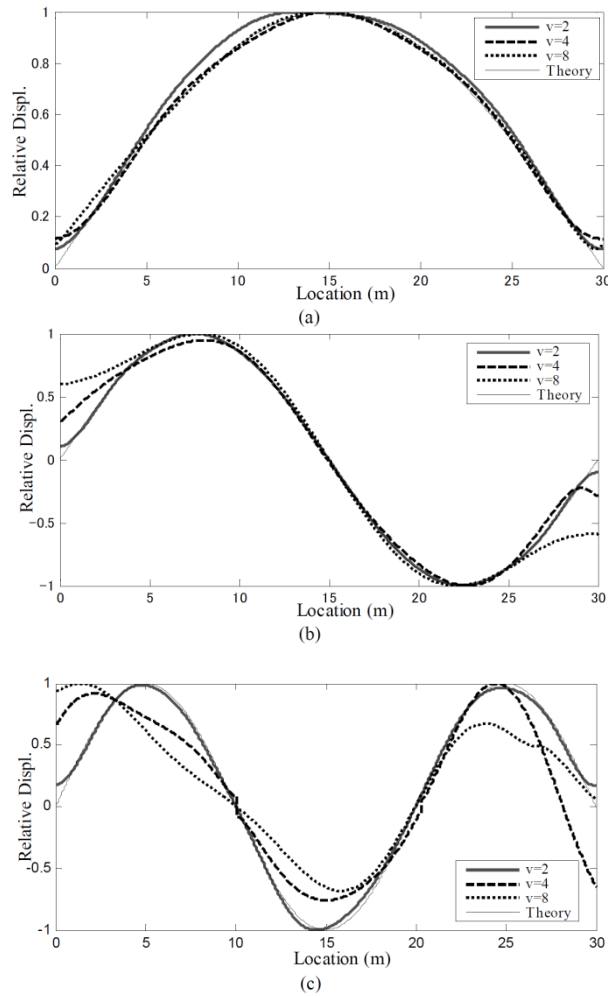 1
0.8
0.6
0.4
0.2
0
Relative Displ.
v=2
v=4
v=8
Theory
0 5 10 15 20 25 30
Location (m)
(a)
1
0.5
0
-0.5
-1
Relative Displ.
v=2
v=4
v=8
Theory
0 5 10 15 20 25 30
Location (m)
(b)
1
0.5
0
-0.5
-1
Relative Displ.
v=2
v=4
v=8
Theory
0 5 10 15 20 25 30
Location (m)
(c)